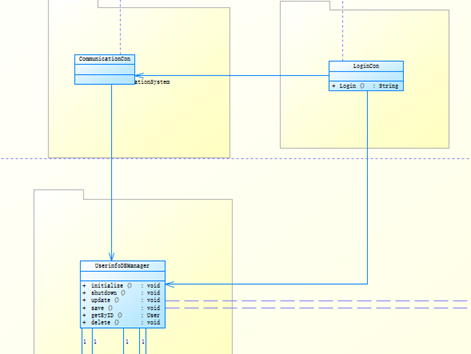 CommunicationCon
ationSystem
LoginCon
+ Login () : String
UserinfoDBManager
+ initialize () : void
+ shutdown () : void
+ update () : void
+ save () : void
+ getByID () : User
+ delete () : void
1 1 1 1